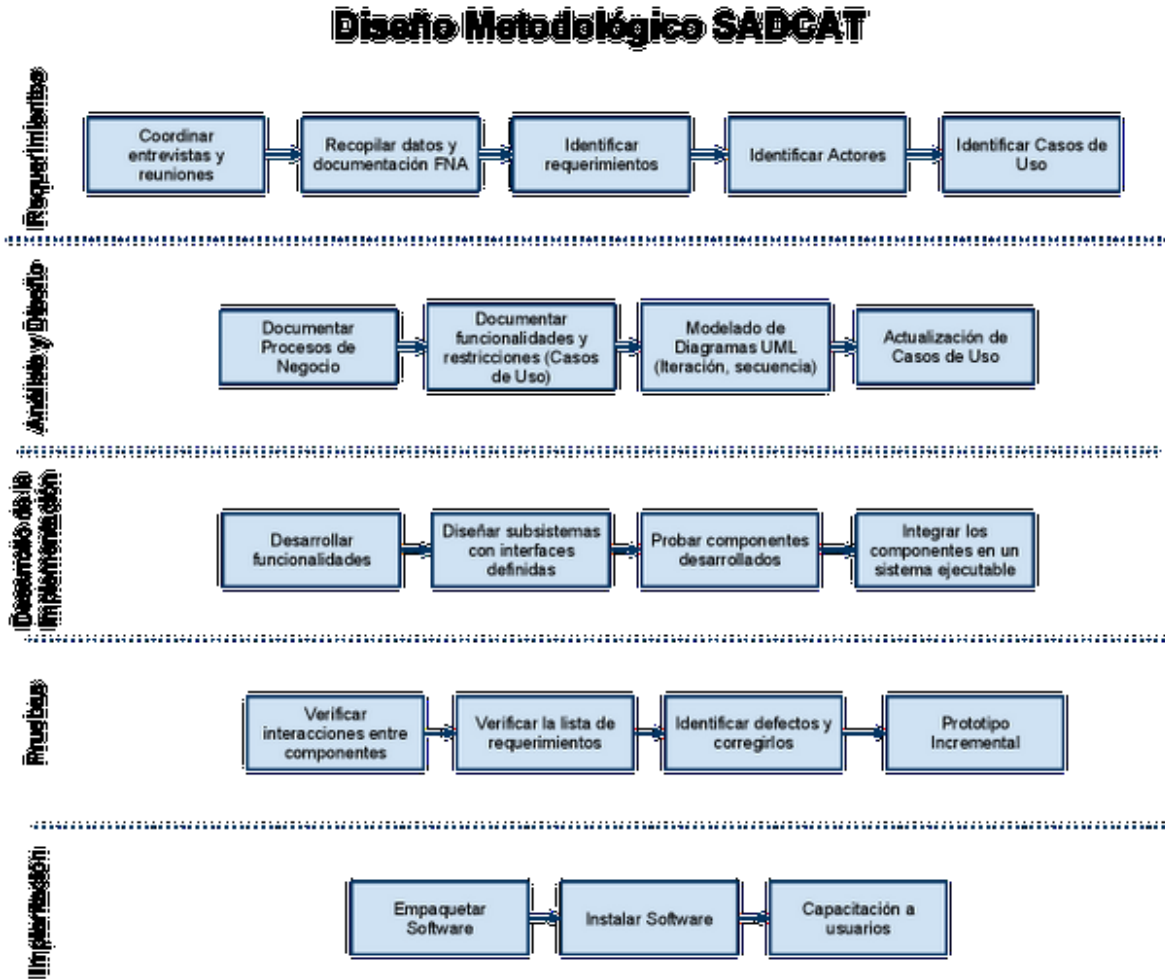 Diseño Metodológico SADCAT
Requerimientos
Coordinar
entrevistas y
reuniones
Recopilar datos y
documentación FNA
Identificar
requerimientos
Identificar Actores
Identificar Casos de
Uso
Análisis y Diseño
Documentar
Procesos de
Negocio
Documentar
funcionalidades y
restricciones (Casos
de Uso)
Modelado de
Diagramas UML
(Iteración, secuencia)
Actualización de
Casos de Uso
Desarrollo de la
Implementación
Desarrollar
funcionalidades
Diseñar subsistemas
con interfaces
definidas
Probar componentes
desarrollados
Integrar los
componentes en un
sistema ejecutable
Pruebas
Verificar
interacciones entre
componentes
Verificar la lista de
requerimientos
Identificar defectos y
corregirlos
Prototipo
Incremental
Implantación
Empaquetar
Software
Instalar Software
Capacitación a
usuarios